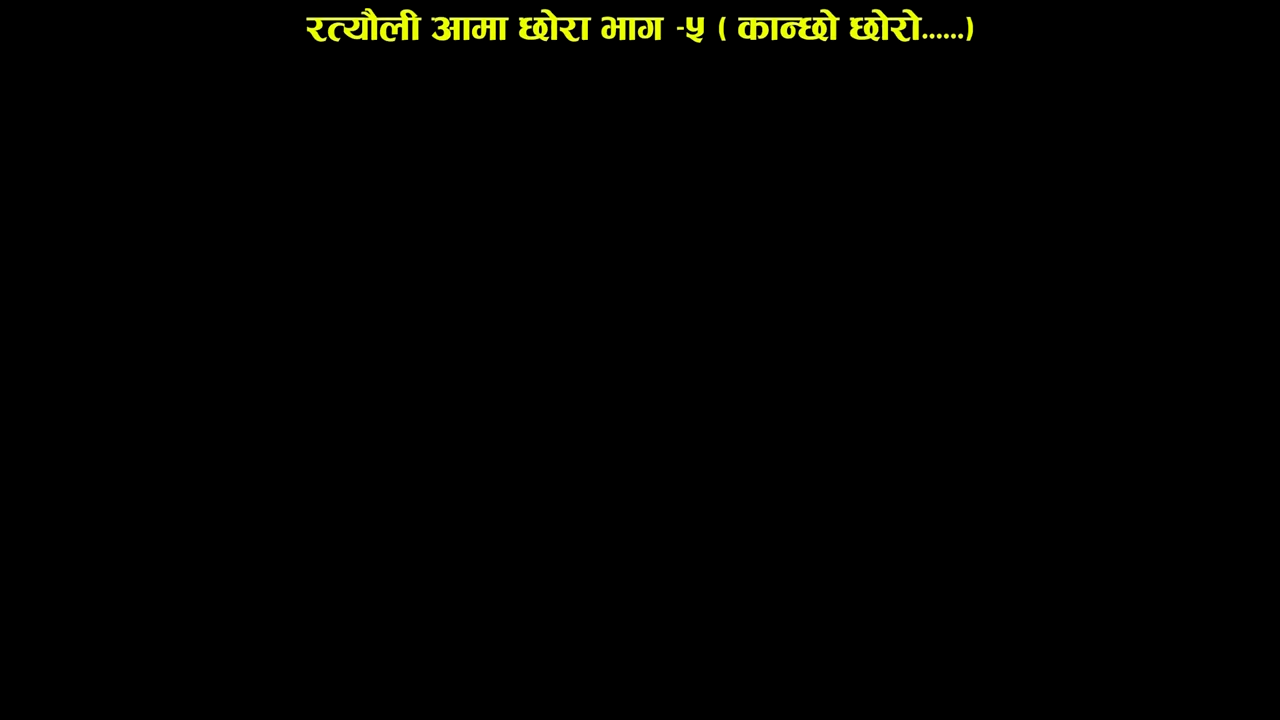 रत्यौली आमा छोरा भाग -५ ( कान्छो छोरो......)